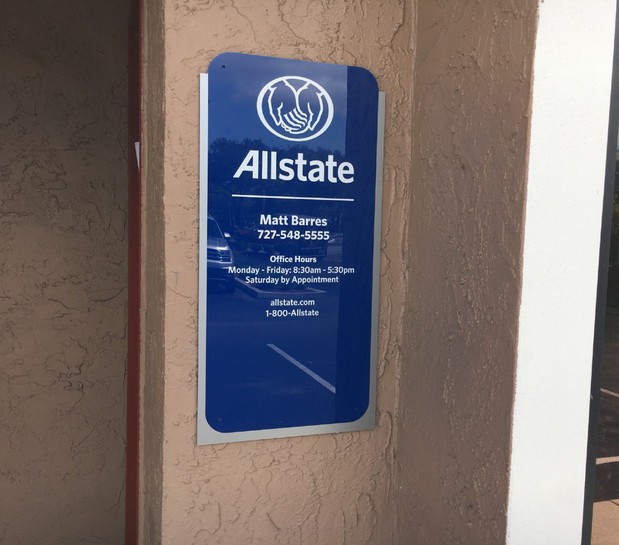 Allstate
Matt Barres
727-548-5555
Office Hours
Monday - Friday: 8:30am - 5:30pm
Saturday by Appointment
allstate.com
1-800-Allstate